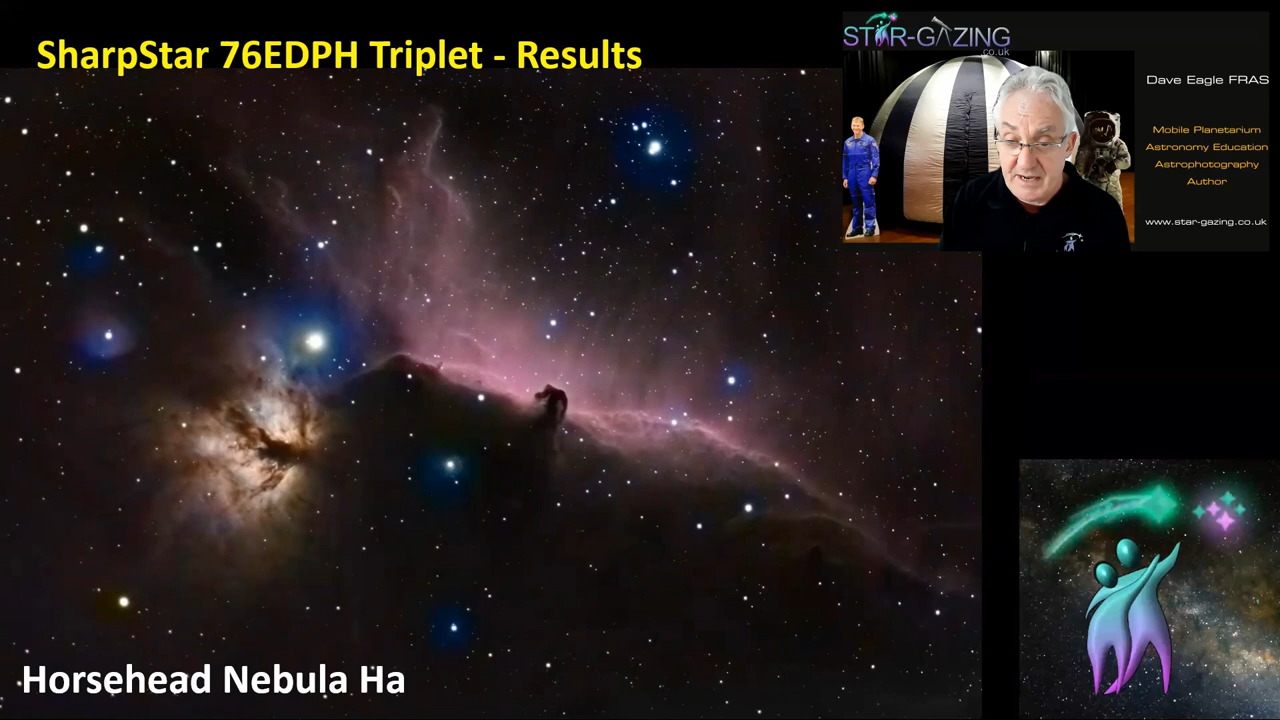 SharpStar 76EDPH Triplet - Results
STAR-GAZING
.co.uk
Dave Eagle FRAS
Mobile Planetarium
Astronomy Education
Astrophotography
Author
www.star-gazing.co.uk
Horsehead Nebula Ha